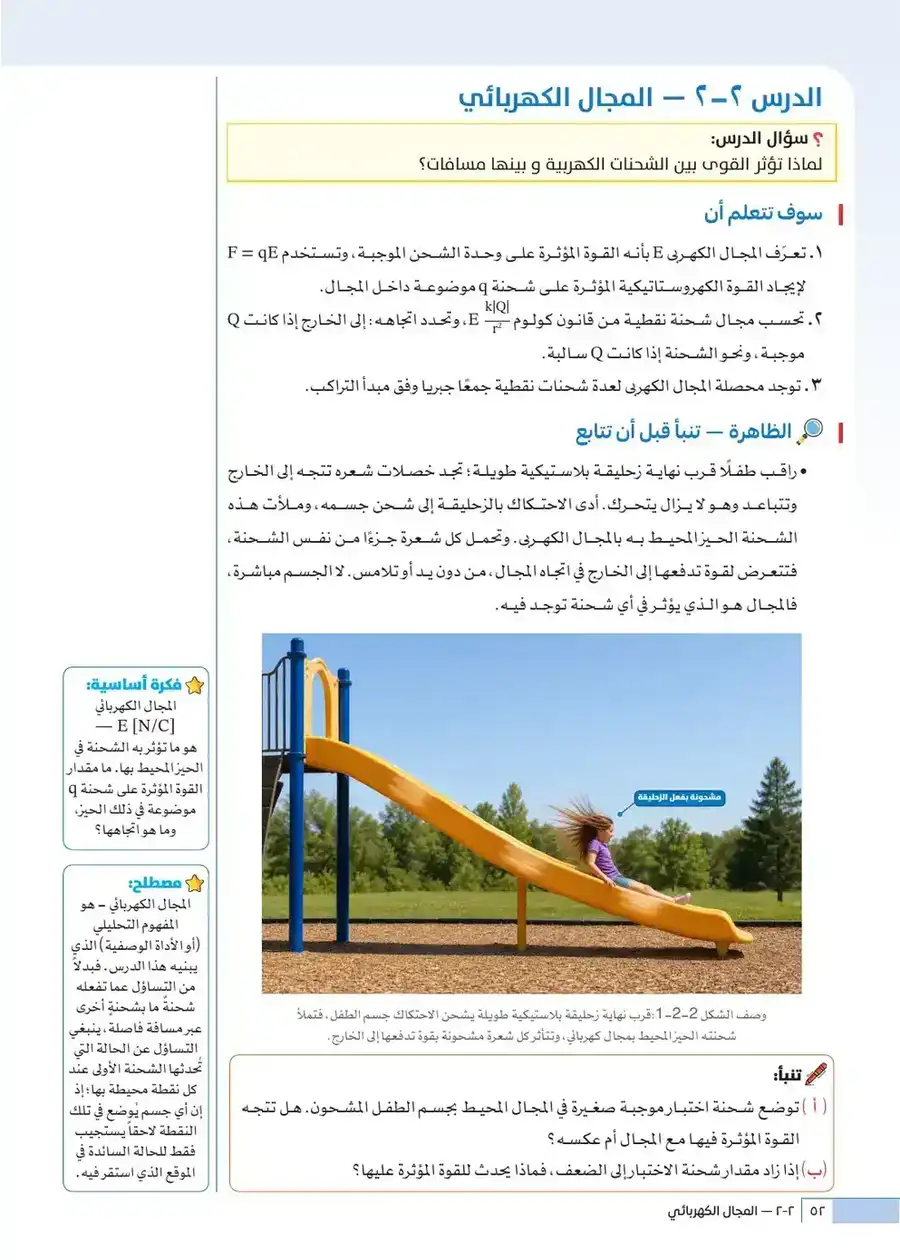 الدرس ٢-٢ — المجال الكهربائي
؟ سؤال الدرس:
لماذا تؤثر القوى بين الشحنات الكهربية و بينها مسافات؟
سوف تتعلم أن
١. تعرَف المجال الكهربى E بأنه القوة المؤثرة على وحدة الشحن الموجبة، وتستخدم F = qE
لإيجاد القوة الكهروستاتيكية المؤثرة على شحنة q موضوعة داخل المجال.
٢. تحسب مجال شحنة نقطية من قانون كولوم E k|Q|/r²، وتحدد اتجاهه: إلى الخارج إذا كانت Q
موجبة، ونحو الشحنة إذا كانت Q سالبة.
٣. توجد محصلة المجال الكهربى لعدة شحنات نقطية جمعًا جبريا وفق مبدأ التراكب.
الظاهرة — تنبأ قبل أن تتابع
• راقب طفلًا قرب نهاية زحليقة بلاستيكية طويلة؛ تجد خصلات شعره تتجه إلى الخارج
وتتباعد وهو لا يزال يتحرك. أدى الاحتكاك بالزحليقة إلى شحن جسمه، وملأت هذه
الشحنة الحيز المحيط به بالمجال الكهربى. وتحمل كل شعرة جزءًا من نفس الشحنة،
فتتعرض لقوة تدفعها إلى الخارج في اتجاه المجال، من دون يد أو تلامس. لا الجسم مباشرة،
فالمجال هو الذي يؤثر في أي شحنة توجد فيه.
مشحونة بفعل الزحليقة
وصف الشكل 2-2-1: قرب نهاية زحليقة بلاستيكية طويلة يشحن الاحتكاك جسم الطفل، فتملأ
شحنته الحيز المحيط بمجال كهربائي، وتتأثر كل شعرة مشحونة بقوة تدفعها إلى الخارج.
تنبأ:
(أ) توضع شحنة اختبار موجبة صغيرة في المجال المحيط بجسم الطفل المشحون. هل تتجه
القوة المؤثرة فيها مع المجال أم عكسه؟
(ب) إذا زاد مقدار شحنة الاختبار إلى الضعف، فماذا يحدث للقوة المؤثرة عليها؟
فكرة أساسية:
المجال الكهربائي
E [N/C] —
هو ما تؤثر به الشحنة في
الحيز المحيط بها. ما مقدار
القوة المؤثرة على شحنة q
موضوعة في ذلك الحيز،
وما هو اتجاهها؟
مصطلح:
المجال الكهربائي – هو
المفهوم التحليلي
(أو الأداة الوصفية) الذي
يبنيه هذا الدرس. فبدلاً
من التساؤل عما تفعله
شحنةٌ ما بشحنةٍ أخرى
عبر مسافة فاصلة، ينبغي
التساؤل عن الحالة التي
تُحدثها الشحنة الأولى عند
كل نقطة محيطة بها؛ إذ
إن أي جسم يُوضع في تلك
النقطة لاحقاً يستجيب
فقط للحالة السائدة في
الموقع الذي استقر فيه.
٥٢ ٢-٢ — المجال الكهربائي